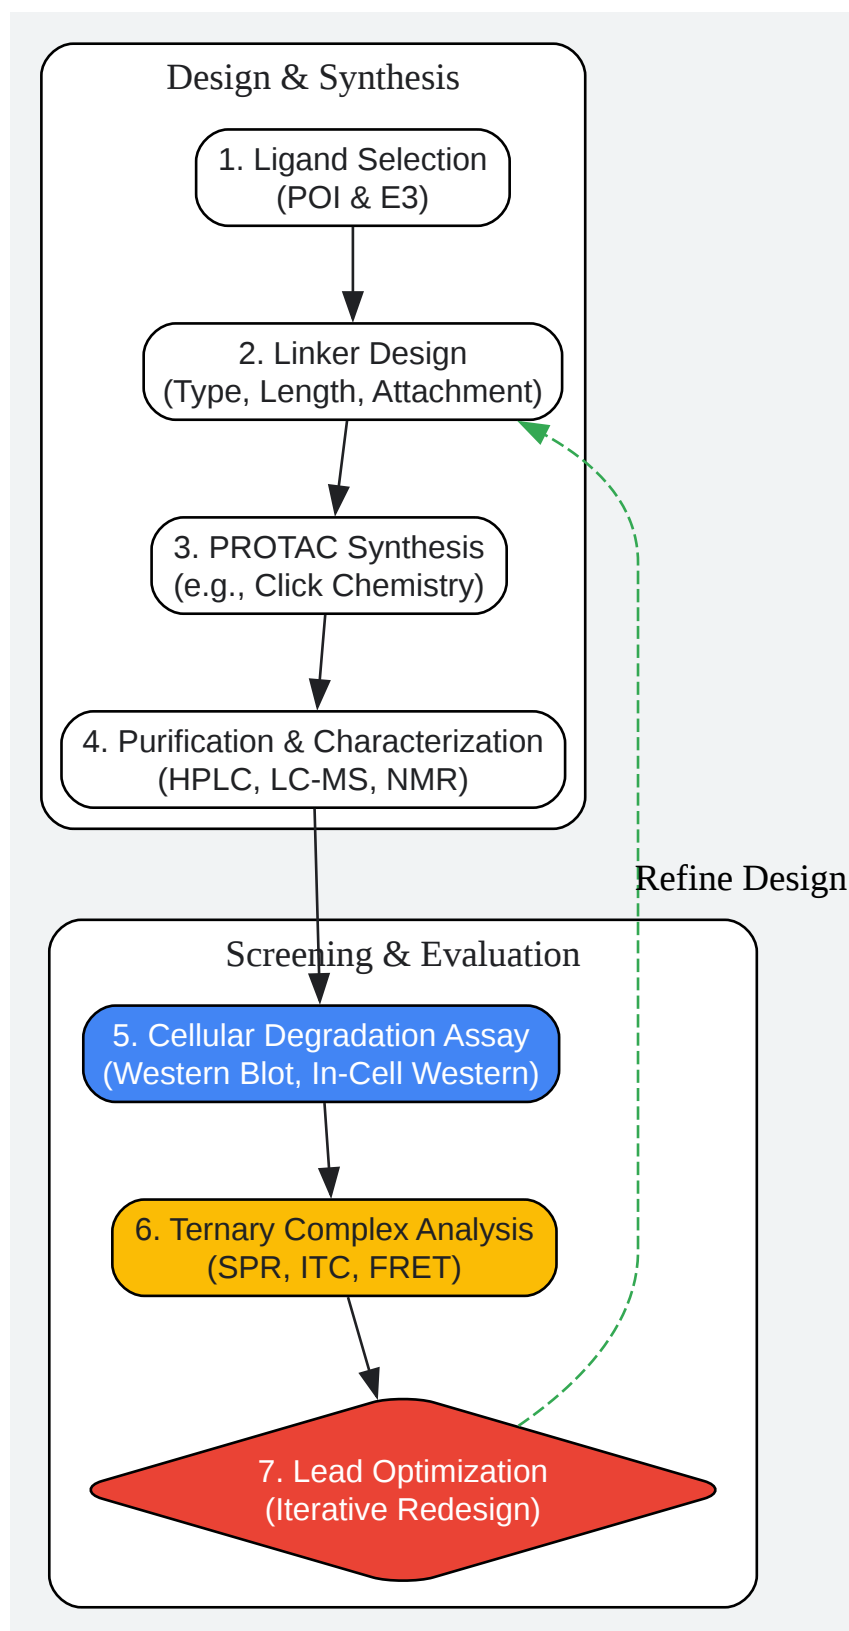 Design & Synthesis
1. Ligand Selection
(POI & E3)
2. Linker Design
(Type, Length, Attachment)
3. PROTAC Synthesis
(e.g., Click Chemistry)
4. Purification & Characterization
(HPLC, LC-MS, NMR)
Refine Design
Screening & Evaluation
5. Cellular Degradation Assay
(Western Blot, In-Cell Western)
6. Ternary Complex Analysis
(SPR, ITC, FRET)
7. Lead Optimization
(Iterative Redesign)